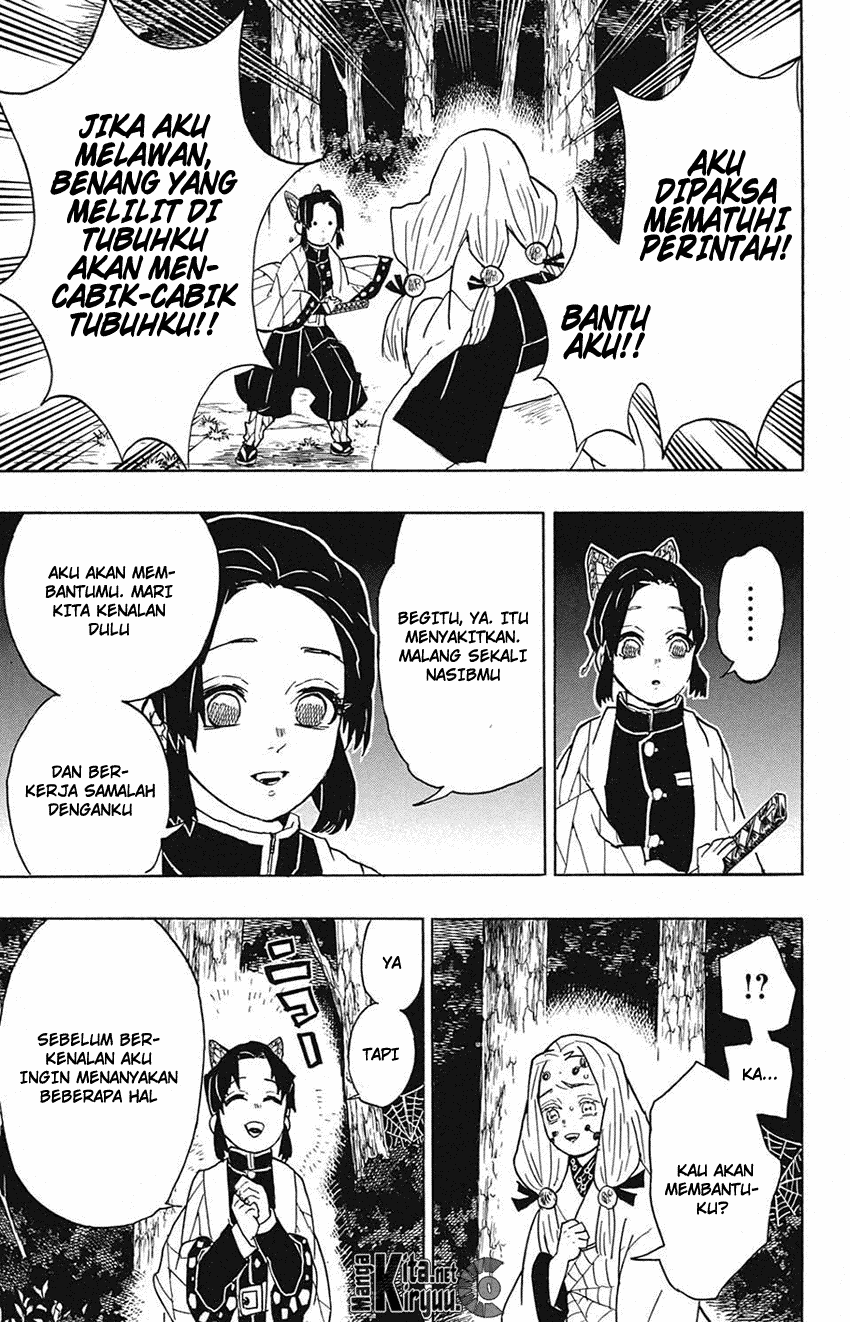 AKU
DIPAKSA
MEMATUHI
PERINTAH!
BANTU
AKU!!
JIKA AKU
MELAWAN,
BENANG YANG
MELILIT DI
TUBUHKU
AKAN MEN-
CABIK-CABIK
TUBUHKU!!
......
BEGITU, YA. ITU
MENYAKITKAN.
MALANG SEKALI
NASIBMU
AKU AKAN MEM-
BANTUMU. MARI
KITA KENALAN
DULU
DAN BER-
KERJA SAMALAH
DENGANKU
!?
KA...
KAU AKAN
MEMBANTU-
KU?
YA
TAPI
ニコ
SEBELUM BER-
KENALAN AKU
INGIN MENANYAKAN
BEBERAPA HAL
MangaKita.net
Kiryuu.CO